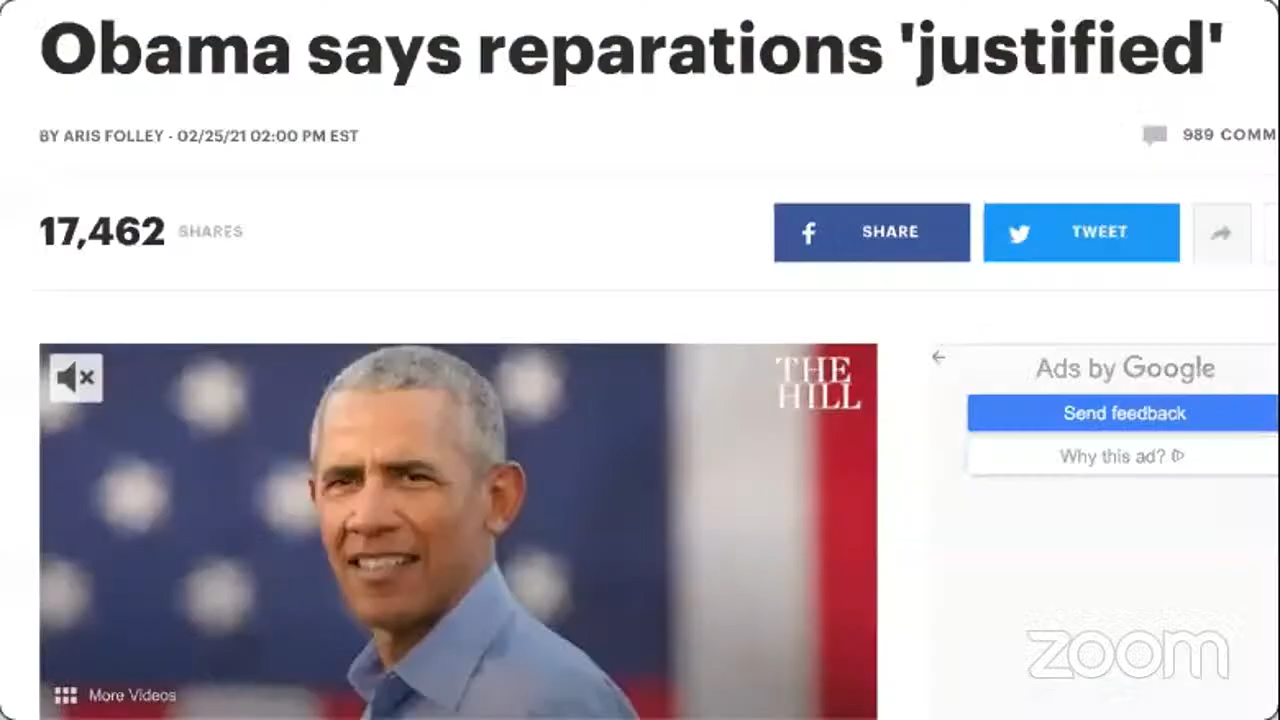 Obama says reparations 'justified'
BY ARIS FOLLEY - 02/25/21 02:00 PM EST
989 COMM
17,462 SHARES
SHARE
TWEET
THE
HILL
Ads by Google
Send feedback
Why this ad?
More Videos
zoom